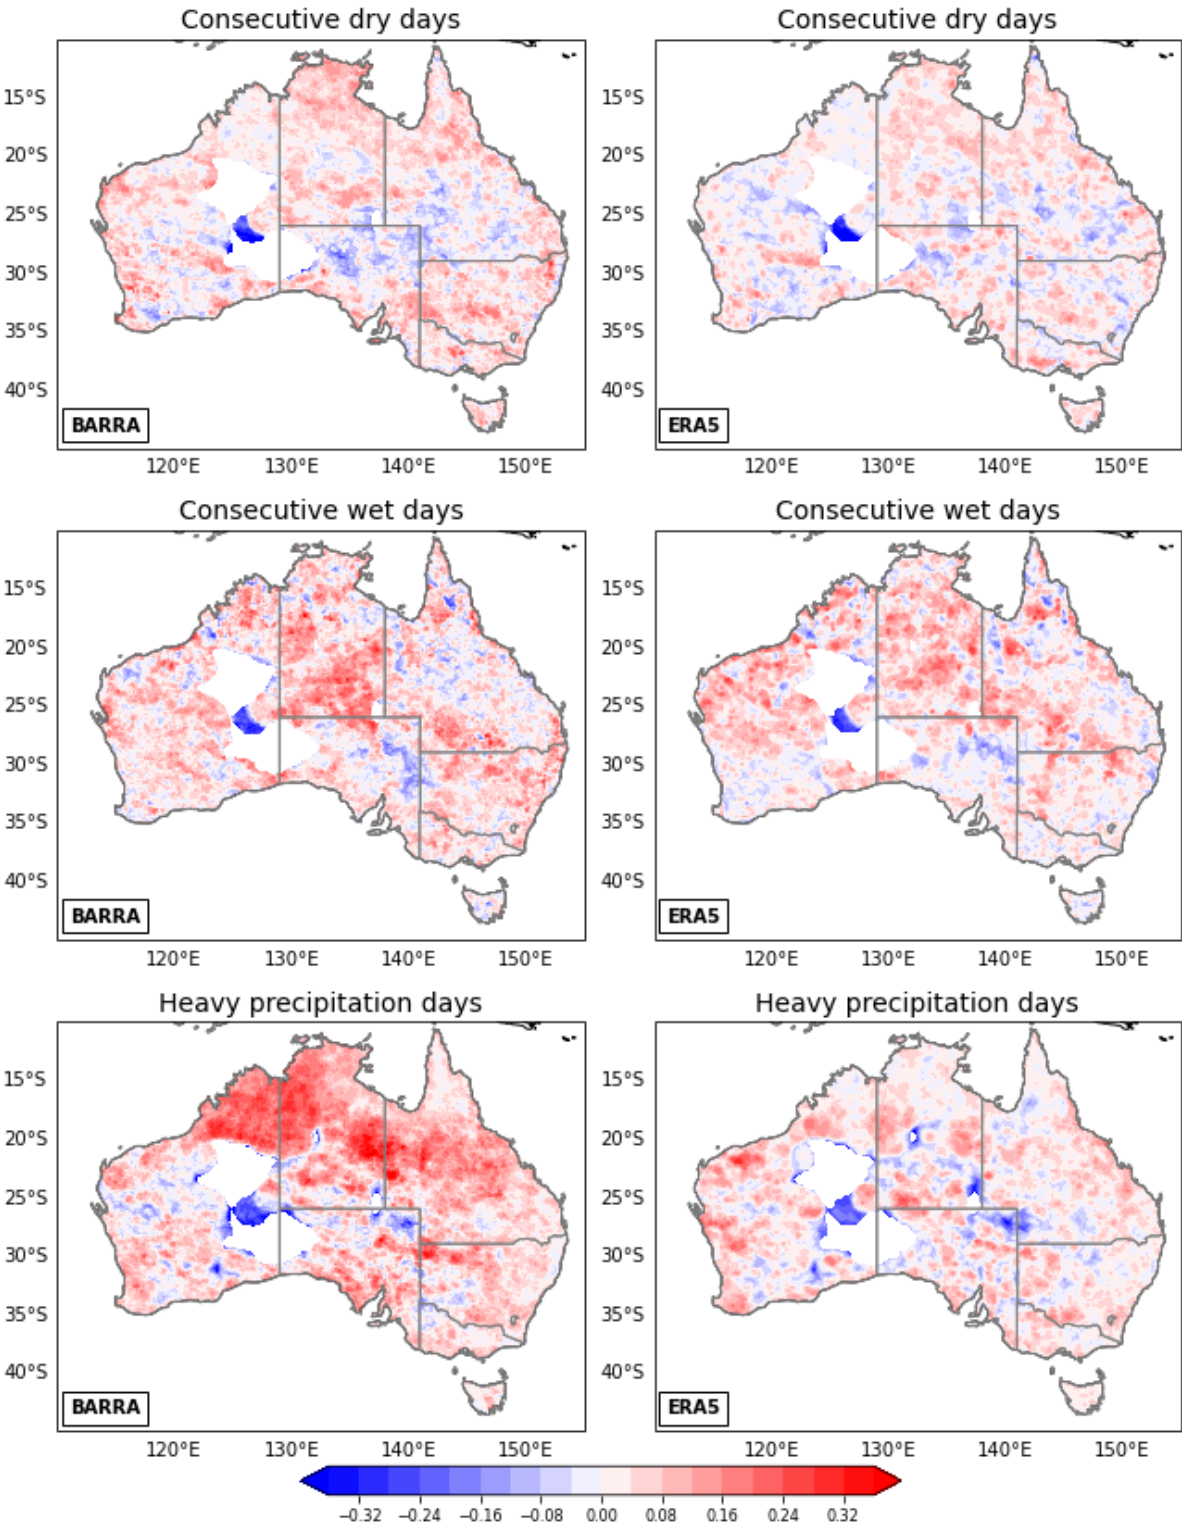 Consecutive dry days Consecutive dry days
15°S 15°S
20°S 20°S
25°S 25°S
30°S 30°S
35°S 35°S
40°S 40°S
BARRA ERA5
120°E 130°E 140°E 150°E 120°E 130°E 140°E 150°E
Consecutive wet days Consecutive wet days
15°S 15°S
20°S 20°S
25°S 25°S
30°S 30°S
35°S 35°S
40°S 40°S
BARRA ERA5
120°E 130°E 140°E 150°E 120°E 130°E 140°E 150°E
Heavy precipitation days Heavy precipitation days
15°S 15°S
20°S 20°S
25°S 25°S
30°S 30°S
35°S 35°S
40°S 40°S
BARRA ERA5
120°E 130°E 140°E 150°E 120°E 130°E 140°E 150°E
−0.32 −0.24 −0.16 −0.08 0.00 0.08 0.16 0.24 0.32